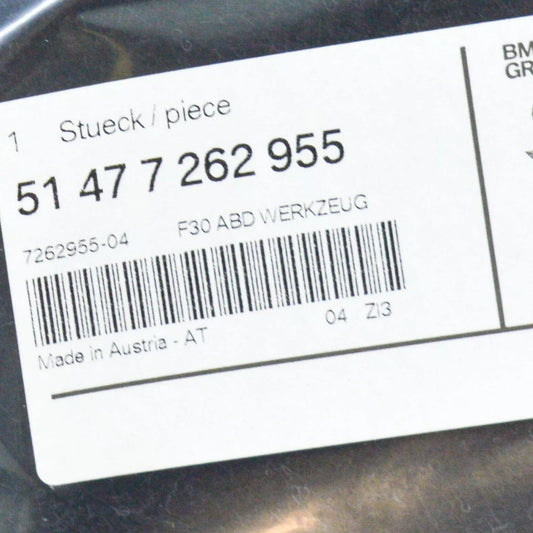 1 Stueck / piece
51 47 7 262 955
7262955-04 F30 ABD WERKZEUG
04 ZI3
Made in Austria - AT
BM
GR